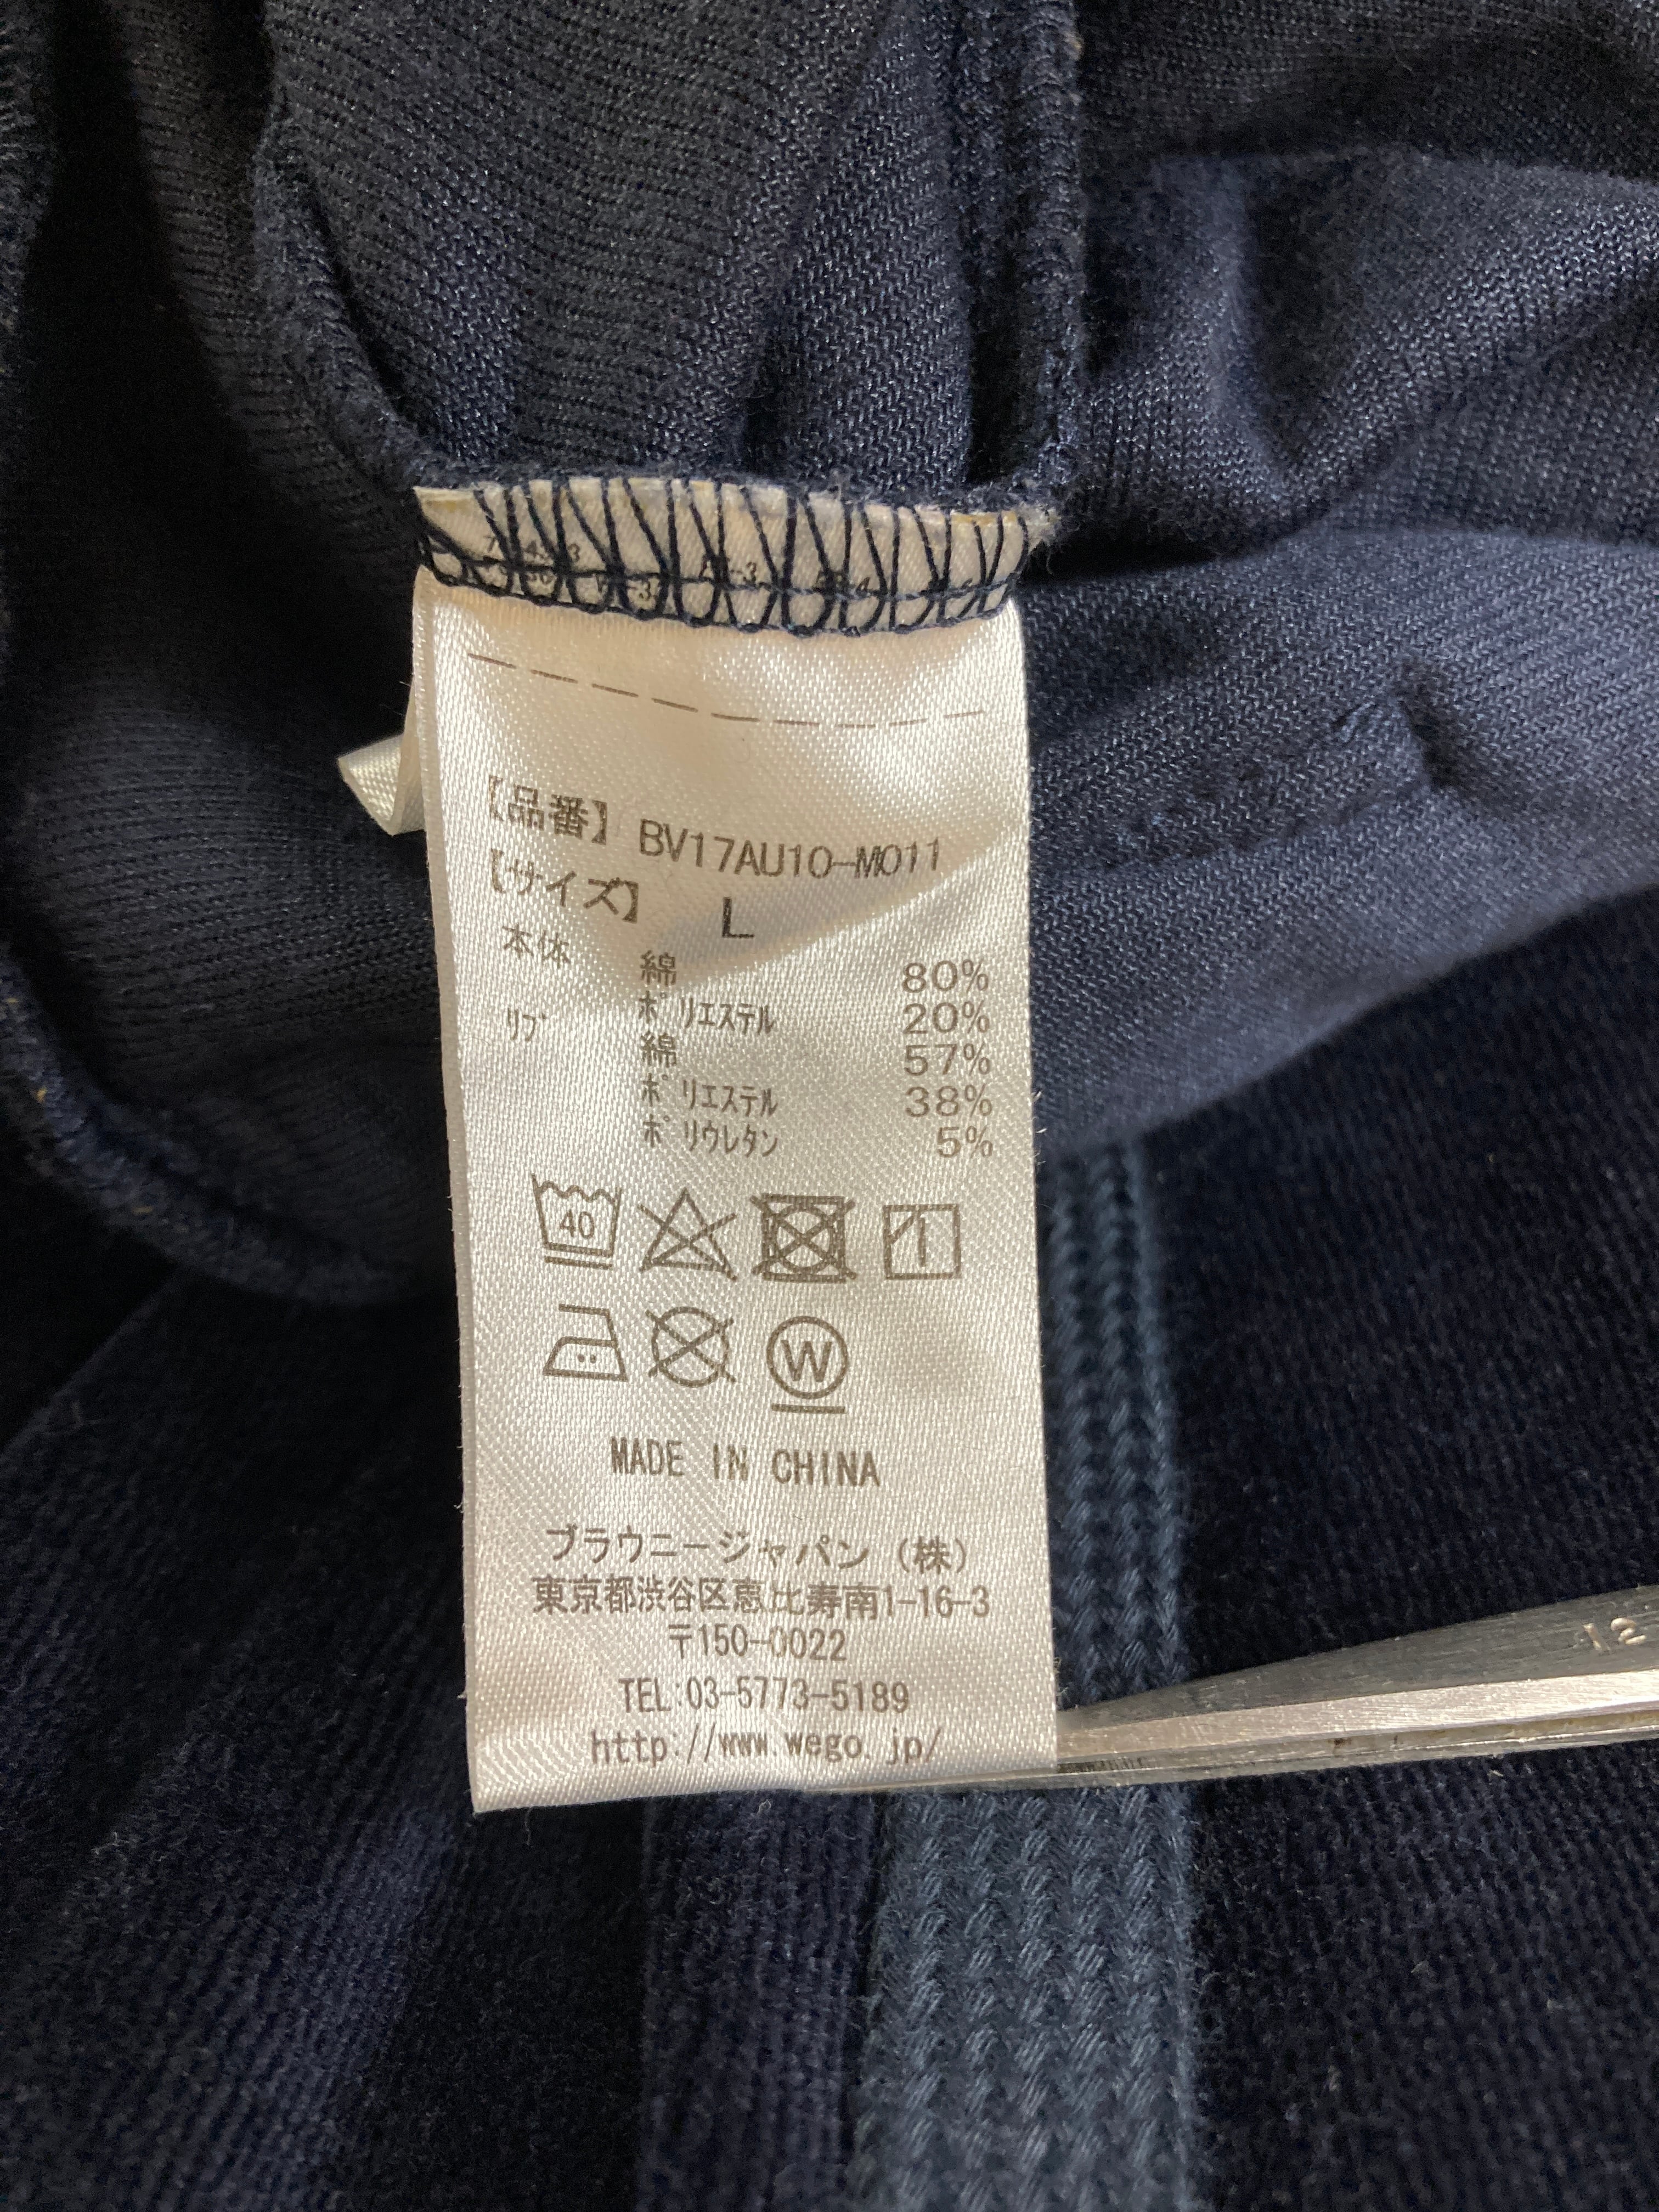 【品番】 BV17AU10-M011
【サイズ】 L
本体 綿 80%
ポリエステル 20%
リブ 綿 57%
ポリエステル 38%
ポリウレタン 5%
40
W
MADE IN CHINA
ブラウニージャパン (株)
東京都渋谷区恵比寿南1-16-3
〒150-0022
TEL:03-5773-5189
http://www.wego.jp/
12